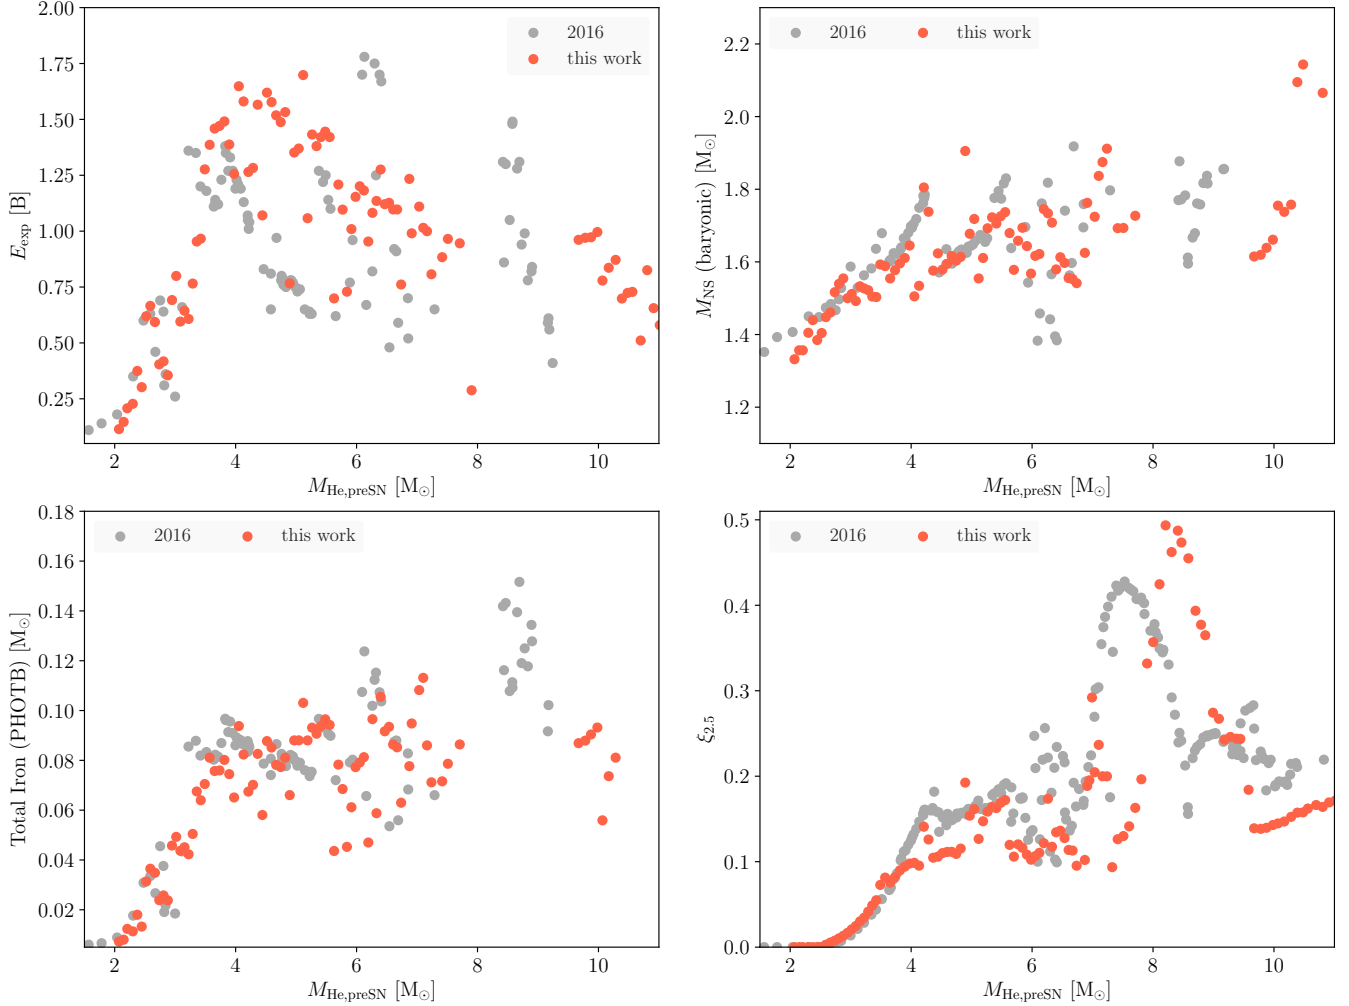 2.00
1.75
1.50
1.25
1.00
0.75
0.50
0.25
E_exp [B]
2016
this work
2 4 6 8 10
M_He,preSN [M_⊙]
2.2
2.0
1.8
1.6
1.4
1.2
M_NS (baryonic) [M_⊙]
2016 this work
2 4 6 8 10
M_He,preSN [M_⊙]
0.18
0.16
0.14
0.12
0.10
0.08
0.06
0.04
0.02
Total Iron (PHOTB) [M_⊙]
2016 this work
2 4 6 8 10
M_He,preSN [M_⊙]
0.5
0.4
0.3
0.2
0.1
0.0
ξ_2.5
2016 this work
2 4 6 8 10
M_He,preSN [M_⊙]